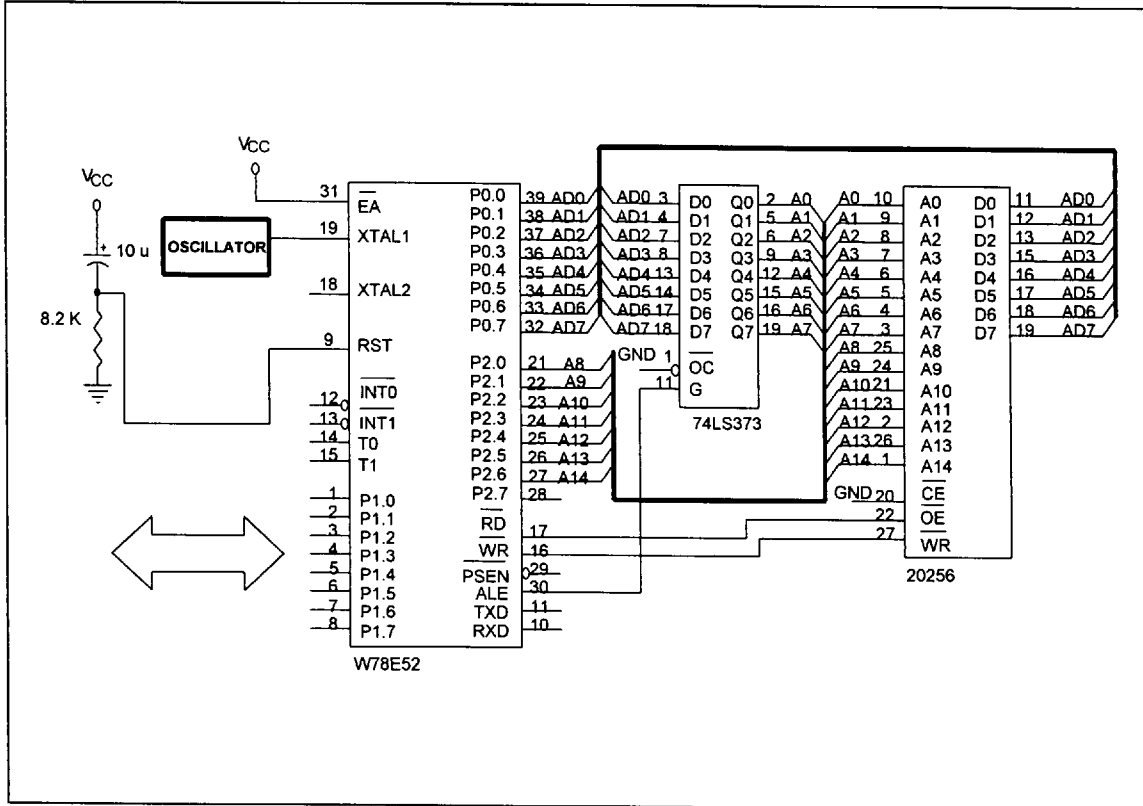 VCC
10 u
8.2 K
VCC
OSCILLATOR
31 EA
19 XTAL1
18 XTAL2
9 RST
12 INT0
13 INT1
14 T0
15 T1
1 P1.0
2 P1.1
3 P1.2
4 P1.3
5 P1.4
6 P1.5
7 P1.6
8 P1.7
P0.0 39 AD0
P0.1 38 AD1
P0.2 37 AD2
P0.3 36 AD3
P0.4 35 AD4
P0.5 34 AD5
P0.6 33 AD6
P0.7 32 AD7
P2.0 21 A8
P2.1 22 A9
P2.2 23 A10
P2.3 24 A11
P2.4 25 A12
P2.5 26 A13
P2.6 27 A14
P2.7 28
RD 17
WR 16
PSEN 29
ALE 30
TXD 11
RXD 10
W78E52
AD0 3 D0 Q0 2 A0
AD1 4 D1 Q1 5 A1
AD2 7 D2 Q2 6 A2
AD3 8 D3 Q3 9 A3
AD4 13 D4 Q4 12 A4
AD5 14 D5 Q5 15 A5
AD6 17 D6 Q6 16 A6
AD7 18 D7 Q7 19 A7
GND 1 OC
11 G
74LS373
A0 10 A0 D0 11 AD0
A1 9 A1 D1 12 AD1
A2 8 A2 D2 13 AD2
A3 7 A3 D3 15 AD3
A4 6 A4 D4 16 AD4
A5 5 A5 D5 17 AD5
A6 4 A6 D6 18 AD6
A7 3 A7 D7 19 AD7
A8 25 A8
A9 24 A9
A10 21 A10
A11 23 A11
A12 2 A12
A13 26 A13
A14 1 A14
GND 20 CE
22 OE
27 WR
20256